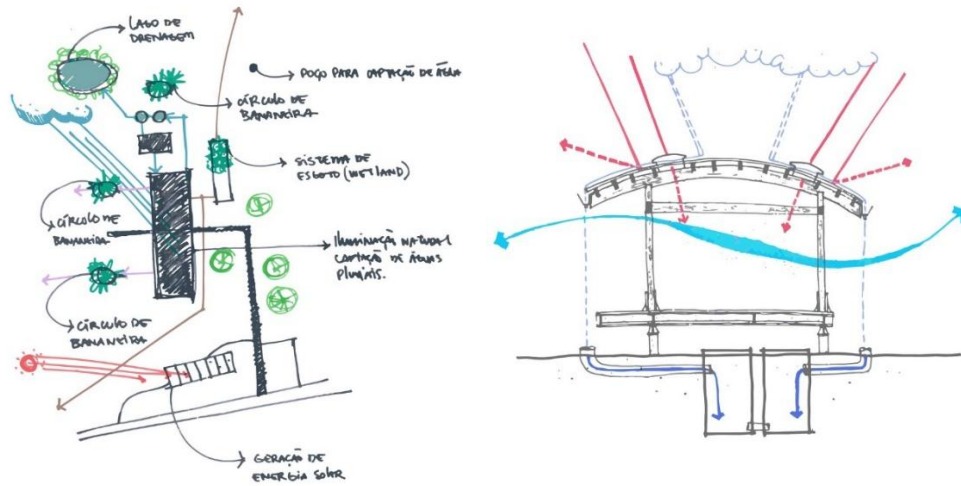 LAGO DE
DRENAGEM
POÇO PARA CAPTAÇÃO DE ÁGUA
CÍRCULO DE
BANANEIRA
SISTEMA DE
ESGOTO (WETLAND)
CÍRCULO DE
BANANEIRA
ILUMINAÇÃO NATURAL
CAPTAÇÃO DE ÁGUAS
PLUVIAIS.
CÍRCULO DE
BANANEIRA
GERAÇÃO DE
ENERGIA SOLAR